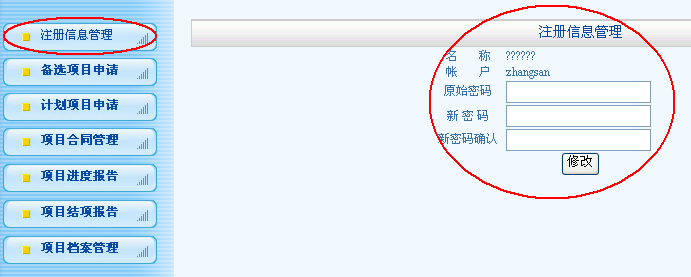 注册信息管理
备选项目申请
计划项目申请
项目合同管理
项目进度报告
项目结项报告
项目档案管理
注册信息管理
名 称 ??????
帐 户 zhangsan
原始密码
新 密 码
新密码确认
修改